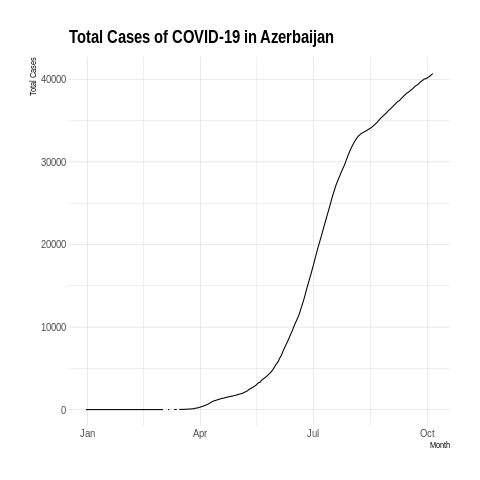 Total Cases of COVID-19 in Azerbaijan
Total Cases
40000
30000
20000
10000
0
Jan Apr Jul Oct
Month